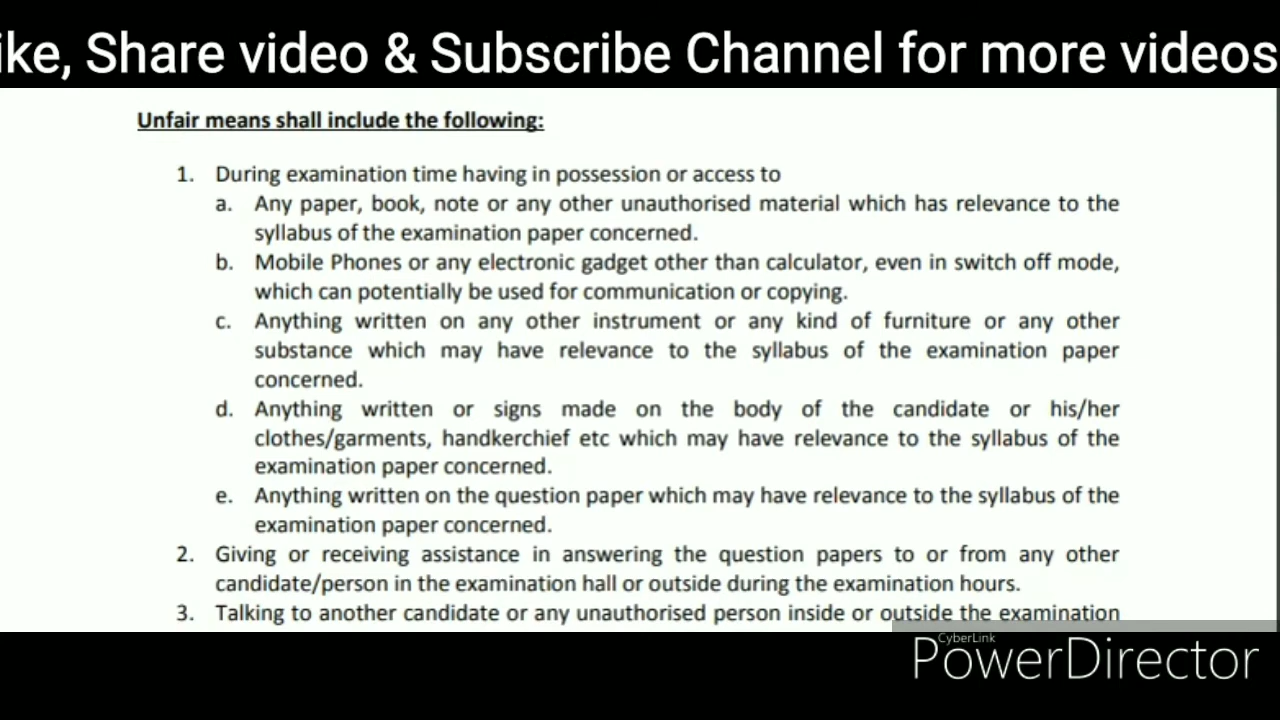 ike, Share video & Subscribe Channel for more videos
Unfair means shall include the following:
1. During examination time having in possession or access to
a. Any paper, book, note or any other unauthorised material which has relevance to the
syllabus of the examination paper concerned.
b. Mobile Phones or any electronic gadget other than calculator, even in switch off mode,
which can potentially be used for communication or copying.
c. Anything written on any other instrument or any kind of furniture or any other
substance which may have relevance to the syllabus of the examination paper
concerned.
d. Anything written or signs made on the body of the candidate or his/her
clothes/garments, handkerchief etc which may have relevance to the syllabus of the
examination paper concerned.
e. Anything written on the question paper which may have relevance to the syllabus of the
examination paper concerned.
2. Giving or receiving assistance in answering the question papers to or from any other
candidate/person in the examination hall or outside during the examination hours.
3. Talking to another candidate or any unauthorised person inside or outside the examination
CyberLink
PowerDirector